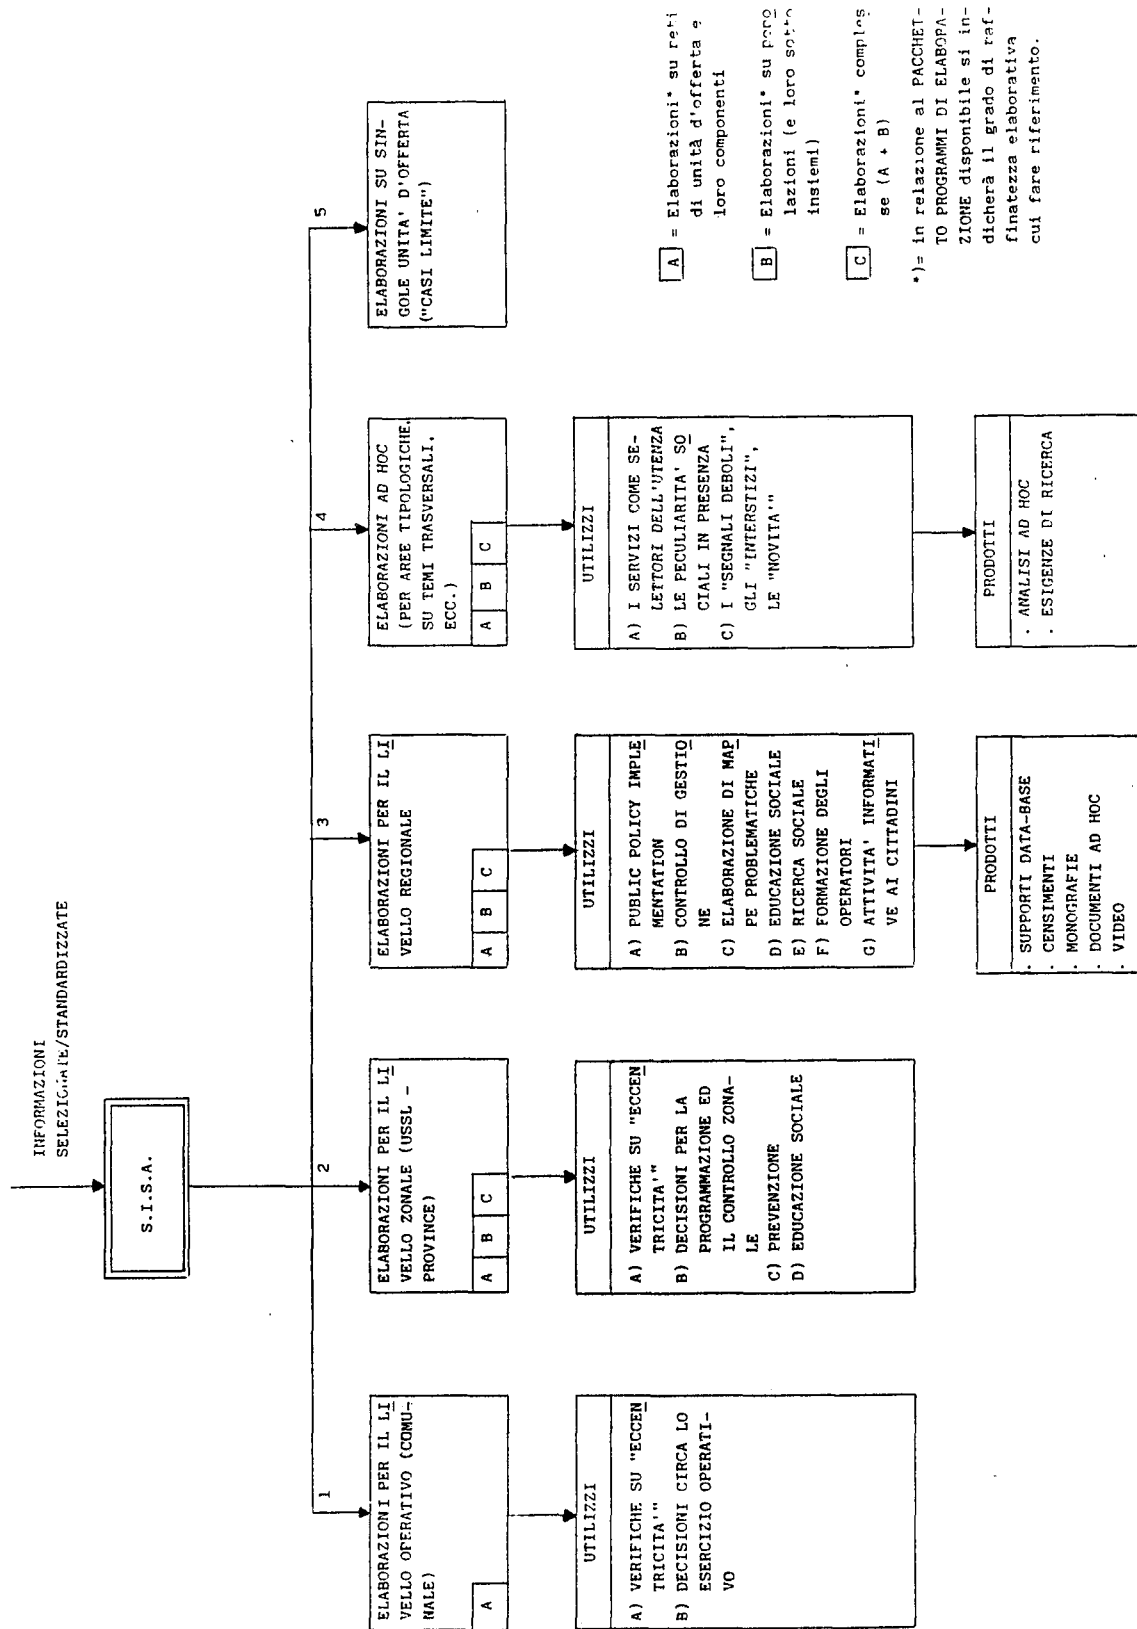 INFORMAZIONI
SELEZIONATE/STANDARDIZZATE
S.I.S.A.
1
2
3
4
5
ELABORAZIONI PER IL LI
VELLO OPERATIVO (COMU-
NALE)
A
UTILIZZI
A) VERIFICHE SU "ECCEN
TRICITA'"
B) DECISIONI CIRCA LO
ESERCIZIO OPERATI-
VO
ELABORAZIONI PER IL LI
VELLO ZONALE (USSL -
PROVINCE)
A B C
UTILIZZI
A) VERIFICHE SU "ECCEN
TRICITA'"
B) DECISIONI PER LA
PROGRAMMAZIONE ED
IL CONTROLLO ZONA-
LE
C) PREVENZIONE
D) EDUCAZIONE SOCIALE
ELABORAZIONI PER IL LI
VELLO REGIONALE
A B C
UTILIZZI
A) PUBLIC POLICY IMPLE
MENTATION
B) CONTROLLO DI GESTIO
NE
C) ELABORAZIONE DI MAP
PE PROBLEMATICHE
D) EDUCAZIONE SOCIALE
E) RICERCA SOCIALE
F) FORMAZIONE DEGLI
OPERATORI
G) ATTIVITA' INFORMATI
VE AI CITTADINI
PRODOTTI
. SUPPORTI DATA-BASE
. CENSIMENTI
. MONOGRAFIE
. DOCUMENTI AD HOC
. VIDEO
ELABORAZIONI AD HOC
(PER AREE TIPOLOGICHE,
SU TEMI TRASVERSALI,
ECC.)
A B C
UTILIZZI
A) I SERVIZI COME SE-
LETTORI DELL'UTENZA
B) LE PECULIARITA' SO
CIALI IN PRESENZA
C) I "SEGNALI DEBOLI",
GLI "INTERSTIZI",
LE "NOVITA'"
PRODOTTI
. ANALISI AD HOC
. ESIGENZE DI RICERCA
ELABORAZIONI SU SIN-
GOLE UNITA' D'OFFERTA
("CASI LIMITE")
A = Elaborazioni* su reti
di unità d'offerta e
loro componenti
B = Elaborazioni* su popo
lazioni (e loro sotto
insiemi)
C = Elaborazioni* comples
se (A + B)
*)= in relazione al PACCHET-
TO PROGRAMMI DI ELABORA-
ZIONE disponibile si in-
dicherà il grado di raf-
finatezza elaborativa
cui fare riferimento.